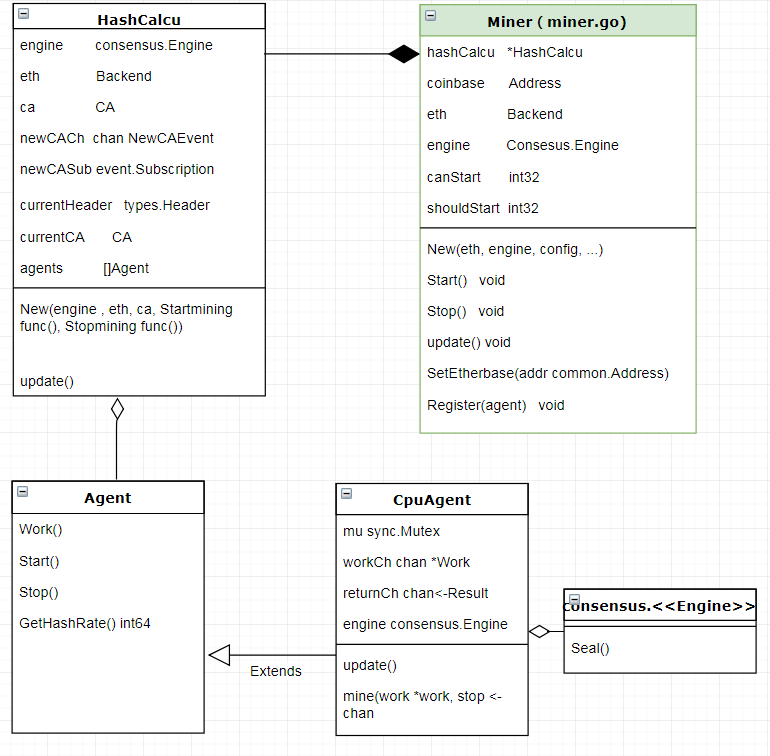 HashCalcu
engine consensus.Engine
eth Backend
ca CA
newCACh chan NewCAEvent
newCASub event.Subscription
currentHeader types.Header
currentCA CA
agents []Agent
New(engine , eth, ca, Startmining
func(), Stopmining func())
update()
Miner ( miner.go)
hashCalcu *HashCalcu
coinbase Address
eth Backend
engine Consesus.Engine
canStart int32
shouldStart int32
New(eth, engine, config, ...)
Start() void
Stop() void
update() void
SetEtherbase(addr common.Address)
Register(agent) void
Agent
Work()
Start()
Stop()
GetHashRate() int64
Extends
CpuAgent
mu sync.Mutex
workCh chan *Work
returnCh chan<-Result
engine consensus.Engine
update()
mine(work *work, stop <-
chan
consensus.<<Engine>>
Seal()